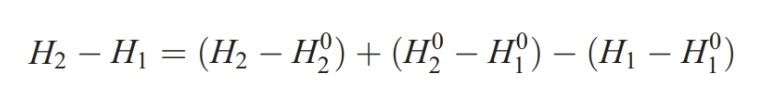 H₂ − H₁ = (H₂ − H₂⁰) + (H₂⁰ − H₁⁰) − (H₁ − H₁⁰)